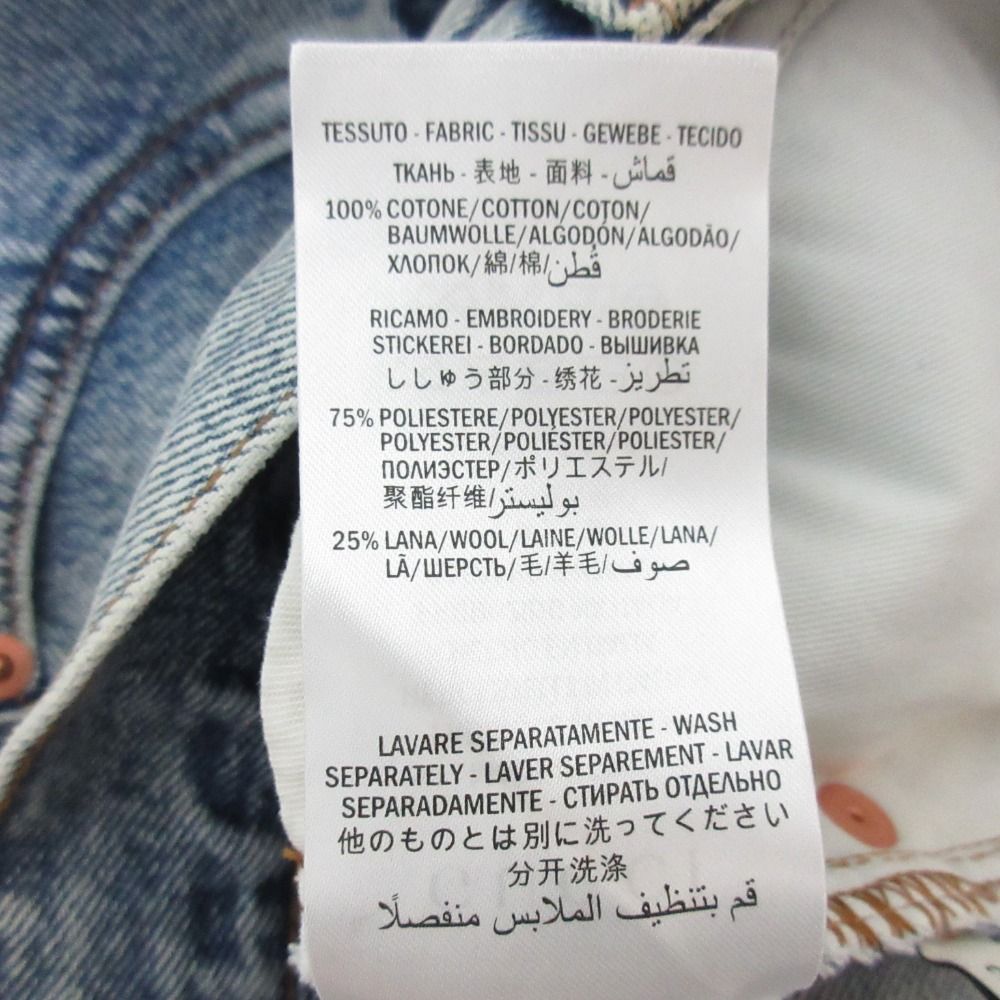 TESSUTO - FABRIC - TISSU - GEWEBE - TECIDO
ТКАНЬ - 表地 - 面料 - قماش
100% COTONE/COTTON/COTON/
BAUMWOLLE/ALGODÓN/ALGODÃO/
ХЛОПОК/綿/棉/قُطن
RICAMO - EMBROIDERY - BRODERIE
STICKEREI - BORDADO - ВЫШИВКА
ししゅう部分 - 绣花 - تطريز
75% POLIESTERE/POLYESTER/POLYESTER/
POLYESTER/POLIÉSTER/POLIESTER/
ПОЛИЭСТЕР/ポリエステル/
聚酯纤维/بوليستر
25% LANA/WOOL/LAINE/WOLLE/LANA/
LÃ/ШЕРСТЬ/毛/羊毛/صوف
LAVARE SEPARATAMENTE - WASH
SEPARATELY - LAVER SEPAREMENT - LAVAR
SEPARADAMENTE - СТИРАТЬ ОТДЕЛЬНО
他のものとは別に洗ってください
分开洗涤
قم بتنظيف الملابس منفصلًا